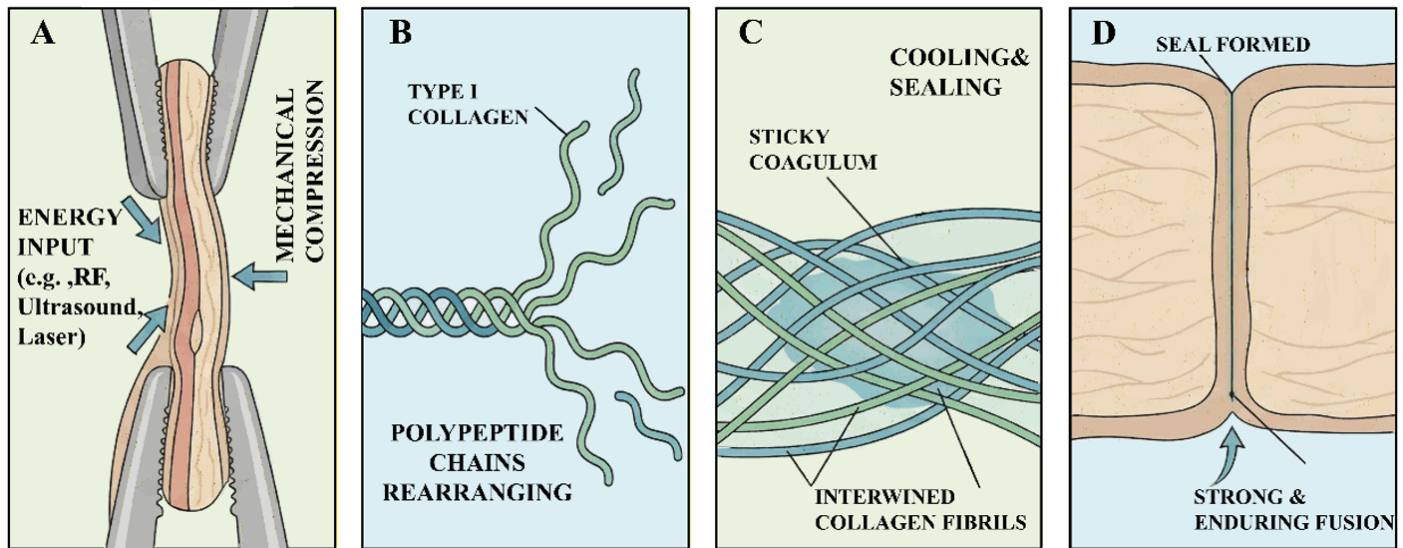 A
MECHANICAL
COMPRESSION
ENERGY
INPUT
(e.g. ,RF,
Ultrasound,
Laser)
B
TYPE I
COLLAGEN
POLYPEPTIDE
CHAINS
REARRANGING
C
COOLING&
SEALING
STICKY
COAGULUM
INTERWINED
COLLAGEN FIBRILS
D
SEAL FORMED
STRONG &
ENDURING FUSION